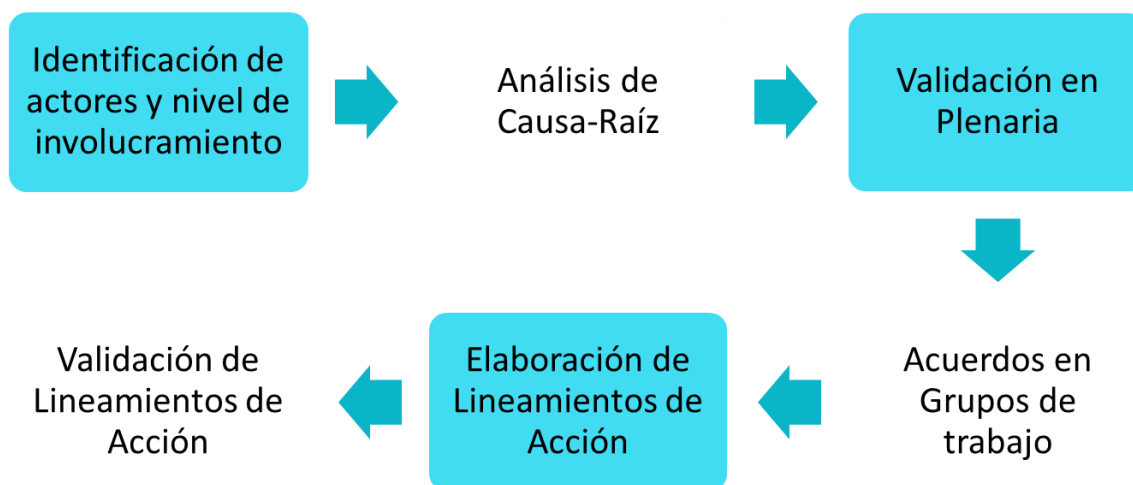 Identificación de
actores y nivel de
involucramiento
Análisis de
Causa-Raíz
Validación en
Plenaria
Acuerdos en
Grupos de
trabajo
Elaboración de
Lineamientos de
Acción
Validación de
Lineamientos de
Acción